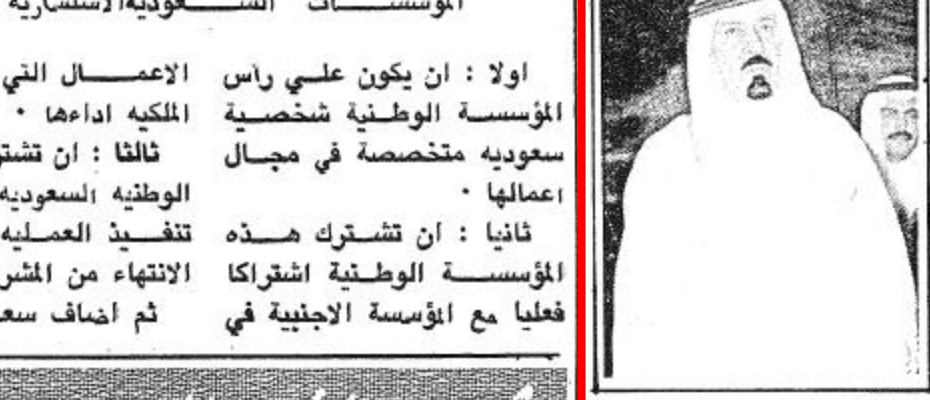 المؤسسات السعودية الاستشارية
اولا : ان يكون علي رأس
المؤسسة الوطنية شخصية
سعوديه متخصصة في مجال
اعمالها ·
ثانيا : ان تشترك هذه
المؤسسة الوطنية اشتراكا
فعليا مع المؤسسة الاجنبية في
الاعمال التي
الملكيه اداءها ·
ثالثا : ان تشتر
الوطنيه السعوديه
تنفيذ العمليه
الانتهاء من المشر
ثم اضاف سعـ